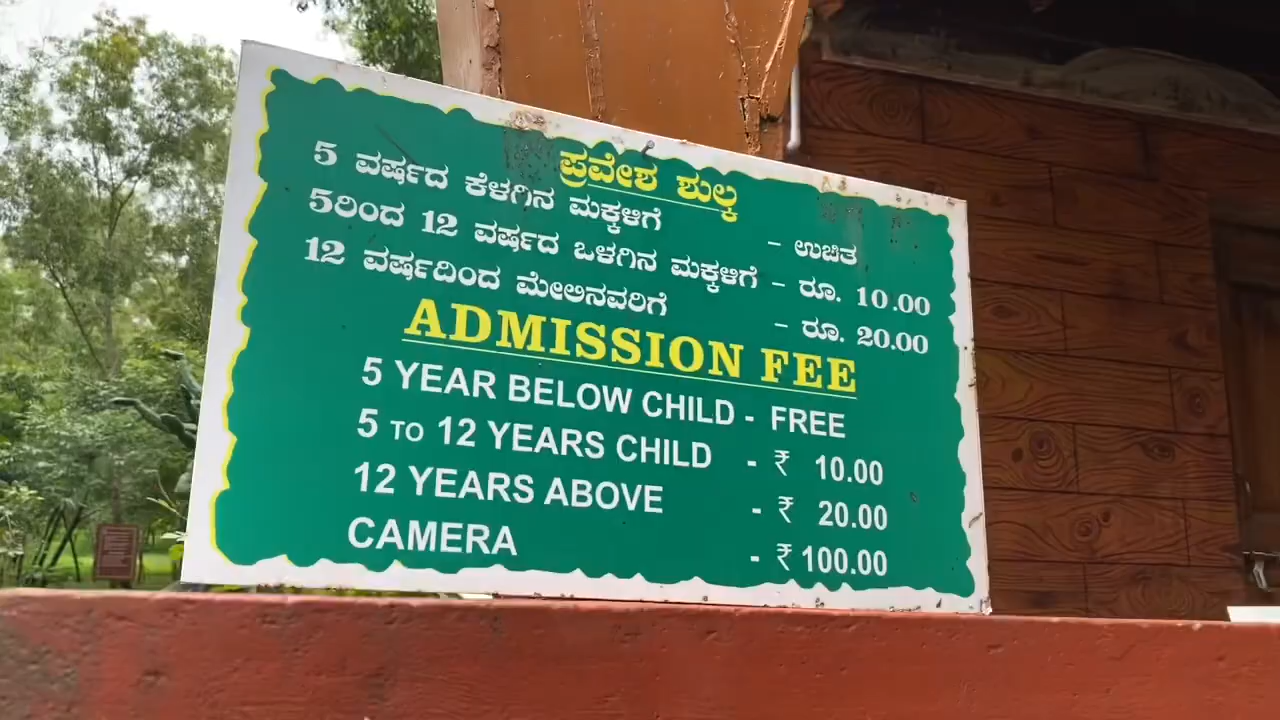 ಪ್ರವೇಶ ಶುಲ್ಕ
5 ವರ್ಷದ ಕೆಳಗಿನ ಮಕ್ಕಳಿಗೆ - ಉಚಿತ
5ರಿಂದ 12 ವರ್ಷದ ಒಳಗಿನ ಮಕ್ಕಳಿಗೆ - ರೂ. 10.00
12 ವರ್ಷದಿಂದ ಮೇಲಿನವರಿಗೆ - ರೂ. 20.00
ADMISSION FEE
5 YEAR BELOW CHILD - FREE
5 TO 12 YEARS CHILD - ₹ 10.00
12 YEARS ABOVE - ₹ 20.00
CAMERA - ₹ 100.00